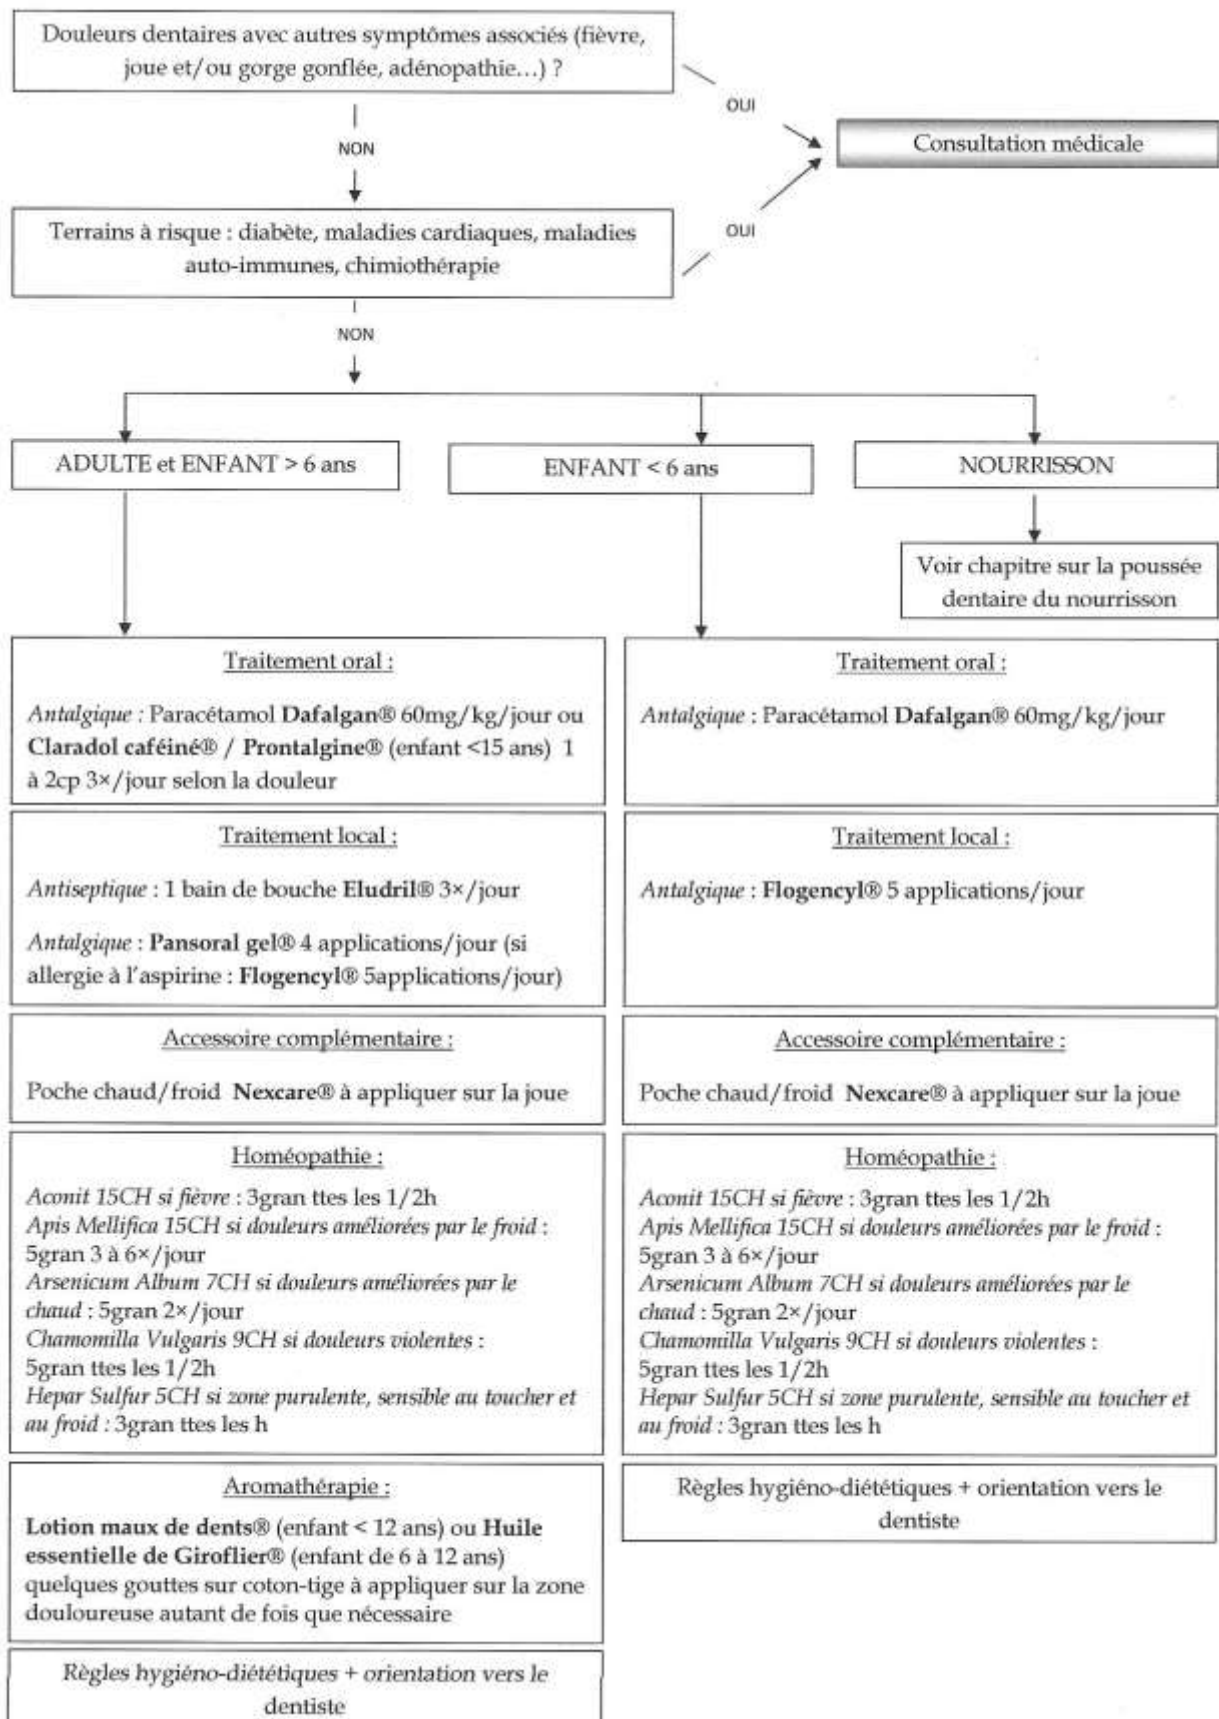 Douleurs dentaires avec autres symptômes associés (fièvre,
joue et/ou gorge gonflée, adénopathie…) ?
OUI
Consultation médicale
NON
Terrains à risque : diabète, maladies cardiaques, maladies
auto-immunes, chimiothérapie
OUI
NON
ADULTE et ENFANT > 6 ans
ENFANT < 6 ans
NOURRISSON
Voir chapitre sur la poussée
dentaire du nourrisson
Traitement oral :
Antalgique : Paracétamol Dafalgan® 60mg/kg/jour ou
Claradol caféiné® / Prontalgine® (enfant <15 ans) 1
à 2cp 3×/jour selon la douleur
Traitement local :
Antiseptique : 1 bain de bouche Eludril® 3×/jour
Antalgique : Pansoral gel® 4 applications/jour (si
allergie à l'aspirine : Flogencyl® 5applications/jour)
Accessoire complémentaire :
Poche chaud/froid Nexcare® à appliquer sur la joue
Homéopathie :
Aconit 15CH si fièvre : 3gran ttes les 1/2h
Apis Mellifica 15CH si douleurs améliorées par le froid :
5gran 3 à 6×/jour
Arsenicum Album 7CH si douleurs améliorées par le
chaud : 5gran 2×/jour
Chamomilla Vulgaris 9CH si douleurs violentes :
5gran ttes les 1/2h
Hepar Sulfur 5CH si zone purulente, sensible au toucher et
au froid : 3gran ttes les h
Aromathérapie :
Lotion maux de dents® (enfant < 12 ans) ou Huile
essentielle de Giroflier® (enfant de 6 à 12 ans)
quelques gouttes sur coton-tige à appliquer sur la zone
douloureuse autant de fois que nécessaire
Règles hygiéno-diététiques + orientation vers le
dentiste
Traitement oral :
Antalgique : Paracétamol Dafalgan® 60mg/kg/jour
Traitement local :
Antalgique : Flogencyl® 5 applications/jour
Accessoire complémentaire :
Poche chaud/froid Nexcare® à appliquer sur la joue
Homéopathie :
Aconit 15CH si fièvre : 3gran ttes les 1/2h
Apis Mellifica 15CH si douleurs améliorées par le froid :
5gran 3 à 6×/jour
Arsenicum Album 7CH si douleurs améliorées par le
chaud : 5gran 2×/jour
Chamomilla Vulgaris 9CH si douleurs violentes :
5gran ttes les 1/2h
Hepar Sulfur 5CH si zone purulente, sensible au toucher et
au froid : 3gran ttes les h
Règles hygiéno-diététiques + orientation vers le
dentiste